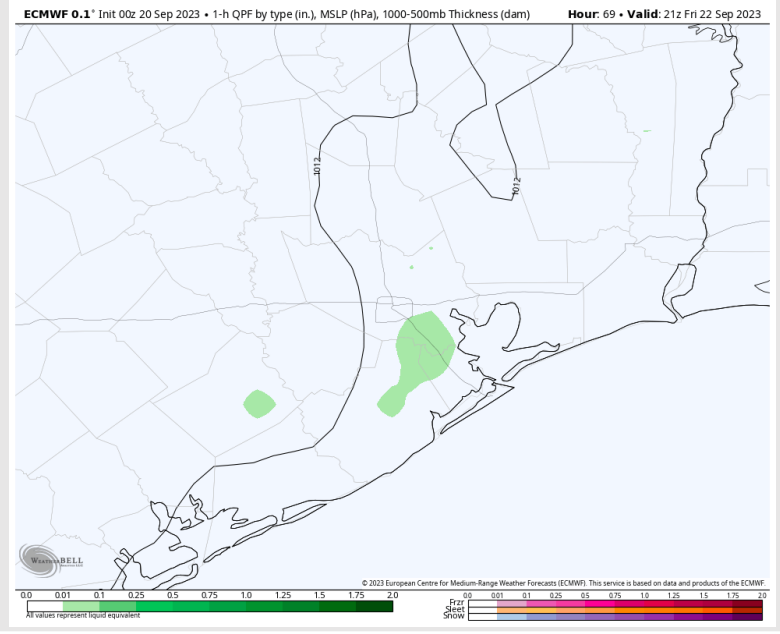 ECMWF 0.1° Init 00z 20 Sep 2023 • 1-h QPF by type (in.), MSLP (hPa), 1000-500mb Thickness (dam) Hour: 69 • Valid: 21z Fri 22 Sep 2023
1012
1012
WeatherBELL
© 2023 European Centre for Medium-Range Weather Forecasts (ECMWF). This service is based on data and products of the ECMWF.
0.0 0.01 0.1 0.25 0.5 0.75 1.0 1.25 1.5 1.75 2.0
All values represent liquid equivalent
0.0 0.01 0.1 0.25 0.5 0.75 1.0 1.25 1.5 1.75 2.0
Frzr
Sleet
Snow